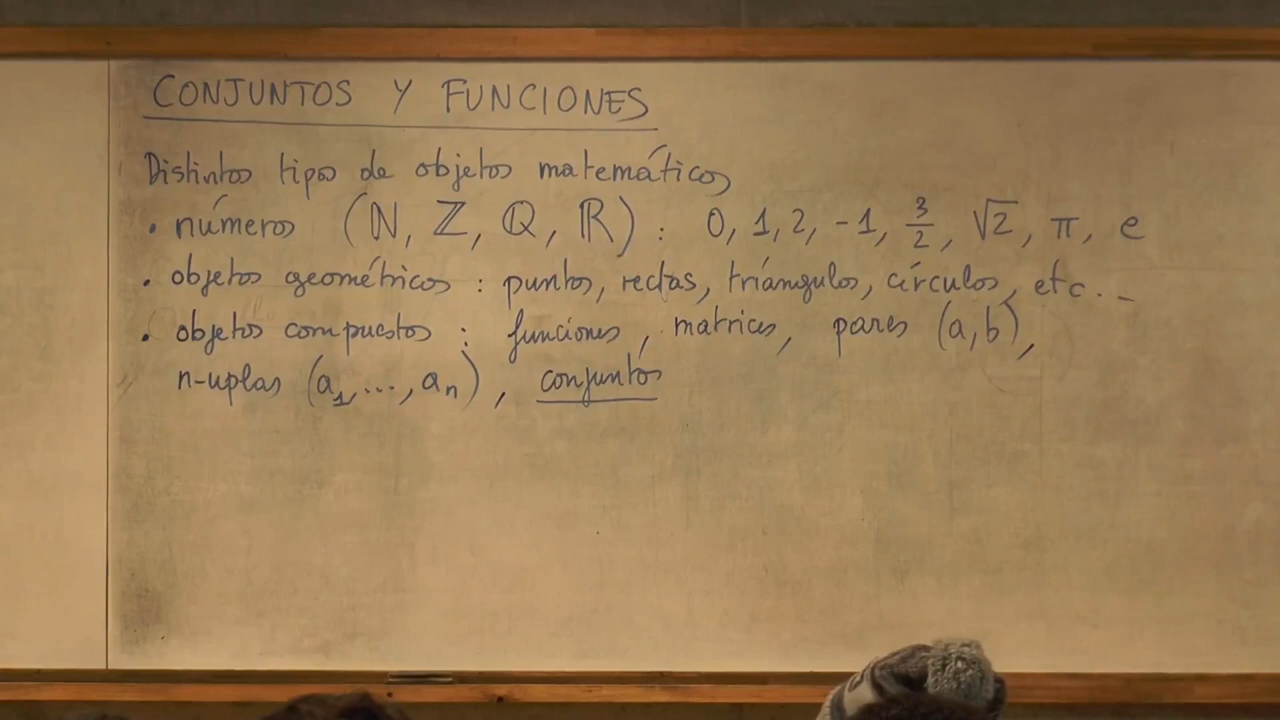 CONJUNTOS Y FUNCIONES
Distintos tipos de objetos matemáticos
• números (ℕ, ℤ, ℚ, ℝ) : 0, 1, 2, -1, 3/2, √2, π, e
• objetos geométricos : puntos, rectas, triángulos, círculos, etc...
• objetos compuestos : funciones, matrices, pares (a,b),
n-uplas (a₁,...,aₙ), conjuntos